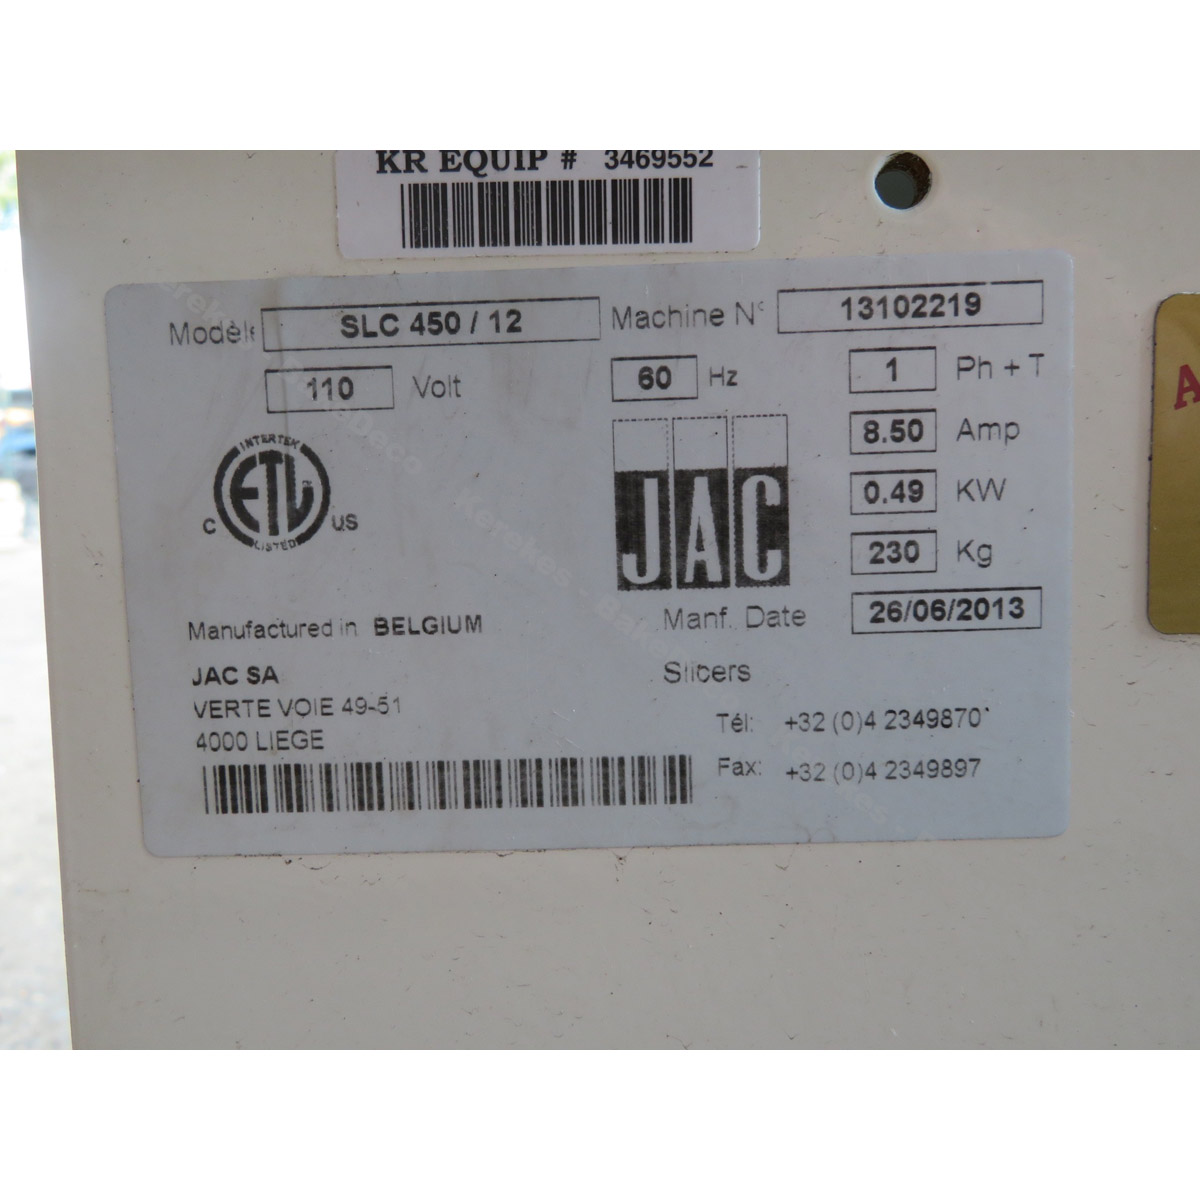 KR EQUIP # 3469552
Modèle SLC 450 / 12 Machine N° 13102219
110 Volt 60 Hz 1 Ph + T
8.50 Amp
INTERTEK
ETL
C US
LISTED
JAC
0.49 KW
230 Kg
Manufactured in BELGIUM
Manf. Date 26/06/2013
JAC SA
Slicers
VERTE VOIE 49-51
Tél: +32 (0)4 2349870
4000 LIEGE
Fax: +32 (0)4 2349897
A